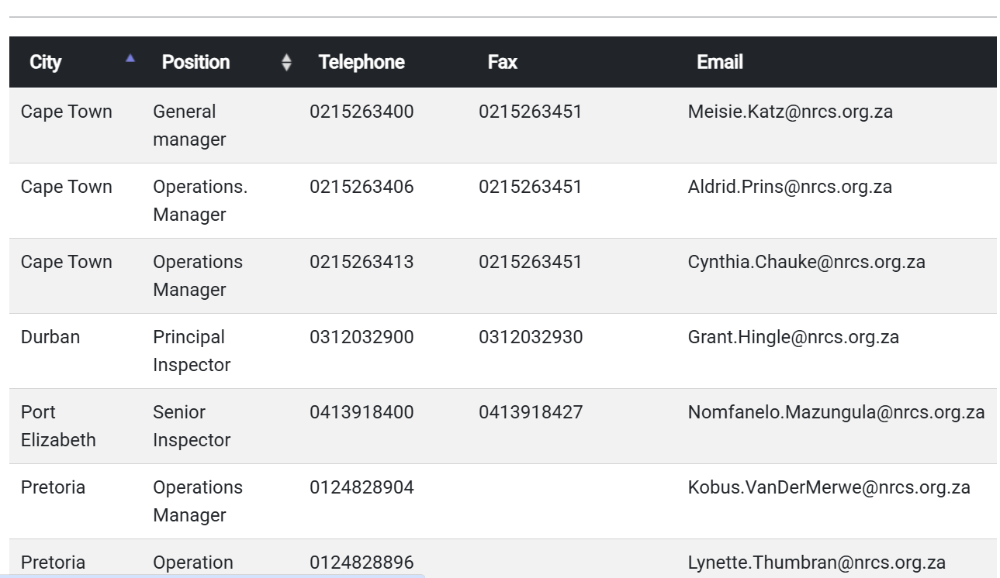 City Position Telephone Fax Email
Cape Town General 0215263400 0215263451 Meisie.Katz@nrcs.org.za
manager
Cape Town Operations. 0215263406 0215263451 Aldrid.Prins@nrcs.org.za
Manager
Cape Town Operations 0215263413 0215263451 Cynthia.Chauke@nrcs.org.za
Manager
Durban Principal 0312032900 0312032930 Grant.Hingle@nrcs.org.za
Inspector
Port Senior 0413918400 0413918427 Nomfanelo.Mazungula@nrcs.org.za
Elizabeth Inspector
Pretoria Operations 0124828904 Kobus.VanDerMerwe@nrcs.org.za
Manager
Pretoria Operation 0124828896 Lynette.Thumbran@nrcs.org.za